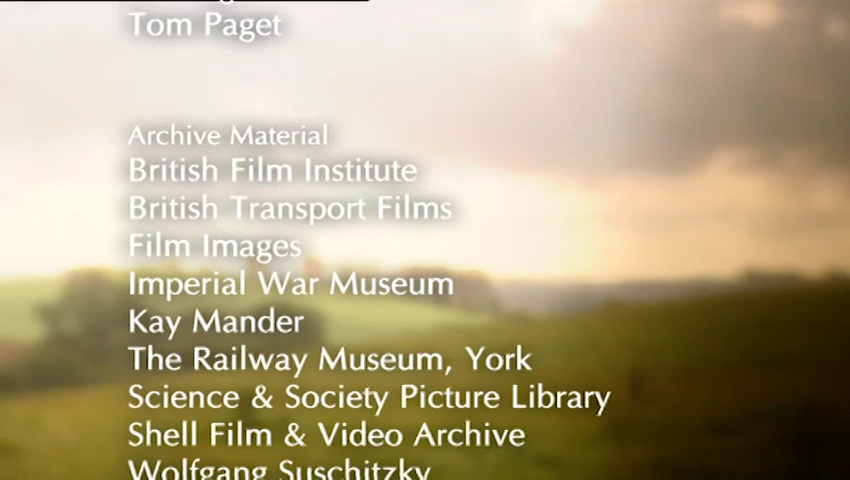 Tom Paget
Archive Material
British Film Institute
British Transport Films
Film Images
Imperial War Museum
Kay Mander
The Railway Museum, York
Science & Society Picture Library
Shell Film & Video Archive
Wolfgang Suschitzky